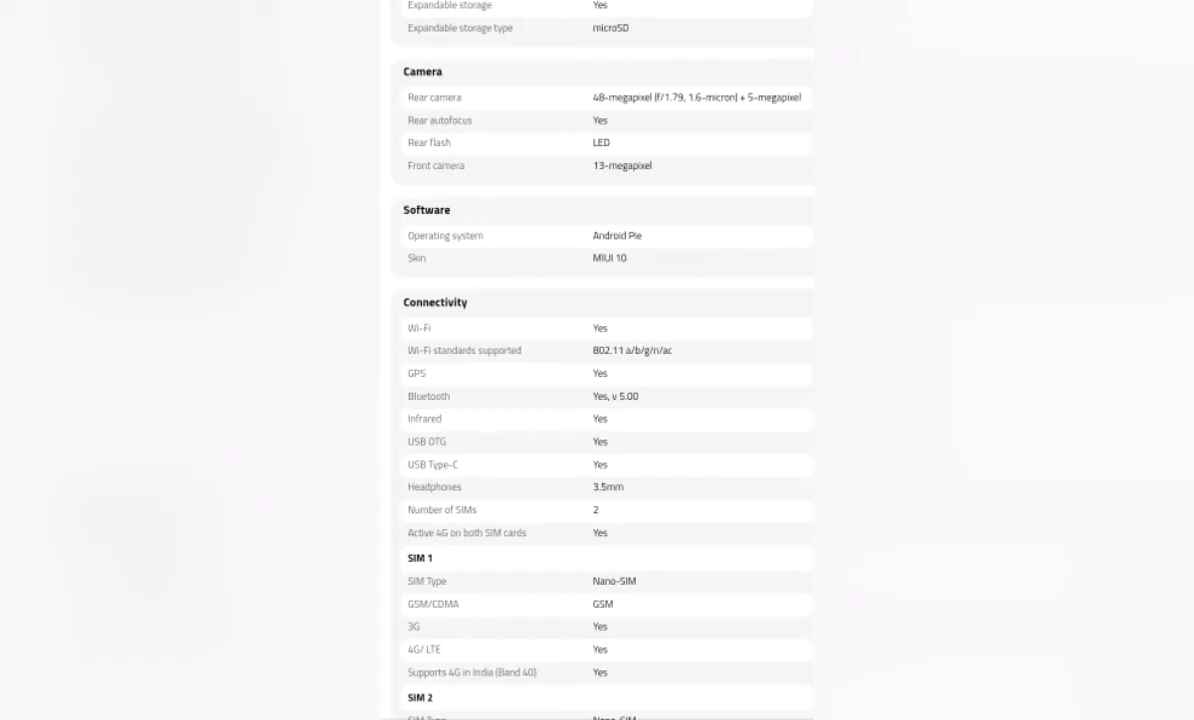 Expandable storage Yes
Expandable storage type microSD
Camera
Rear camera 48-megapixel (f/1.79, 1.6-micron) + 5-megapixel
Rear autofocus Yes
Rear flash LED
Front camera 13-megapixel
Software
Operating system Android Pie
Skin MIUI 10
Connectivity
Wi-Fi Yes
Wi-Fi standards supported 802.11 a/b/g/n/ac
GPS Yes
Bluetooth Yes, v 5.00
Infrared Yes
USB OTG Yes
USB Type-C Yes
Headphones 3.5mm
Number of SIMs 2
Active 4G on both SIM cards Yes
SIM 1
SIM Type Nano-SIM
GSM/CDMA GSM
3G Yes
4G/ LTE Yes
Supports 4G in India (Band 40) Yes
SIM 2
SIM Type Nano-SIM